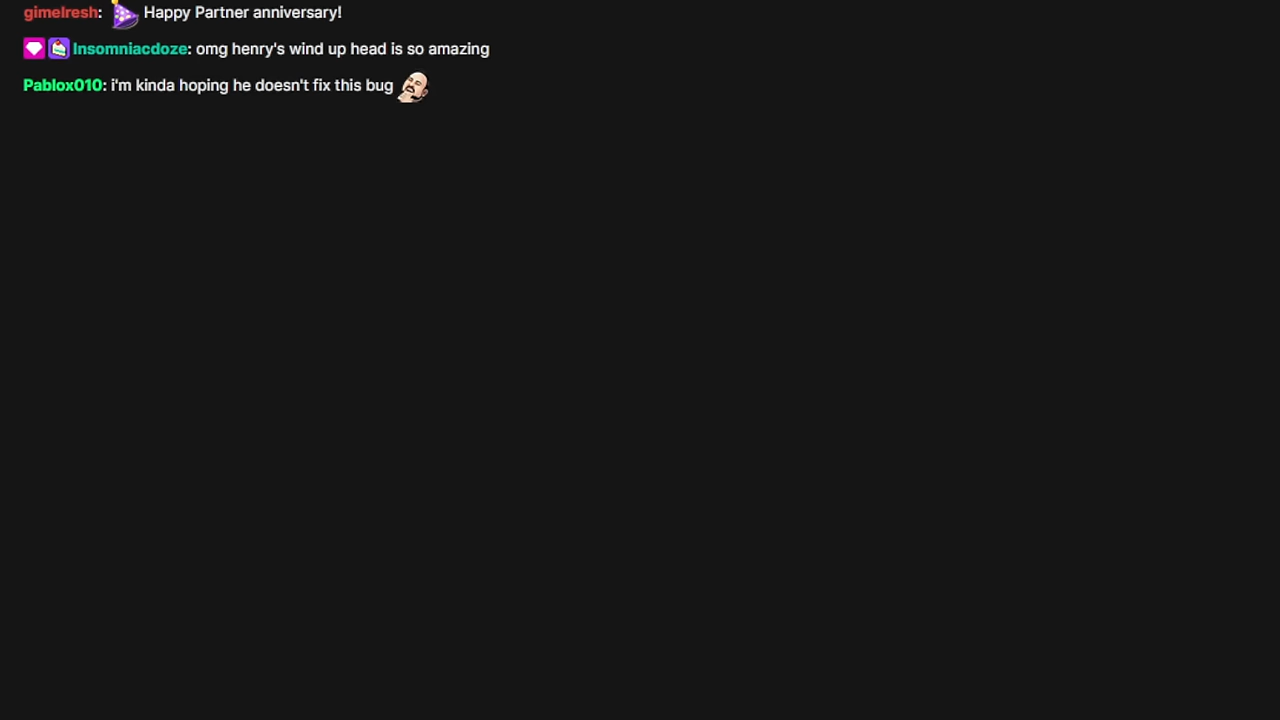 gimelresh: Happy Partner anniversary!
Insomniacdoze: omg henry's wind up head is so amazing
Pablox010: i'm kinda hoping he doesn't fix this bug